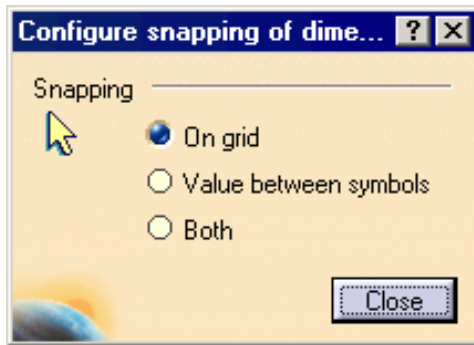 Configure snapping of dime... ? X
Snapping
On grid
Value between symbols
Both
Close